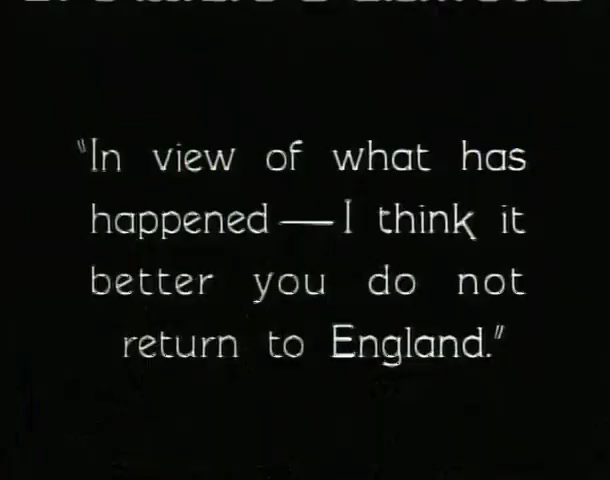 "In view of what has
happened — I think it
better you do not
return to England."